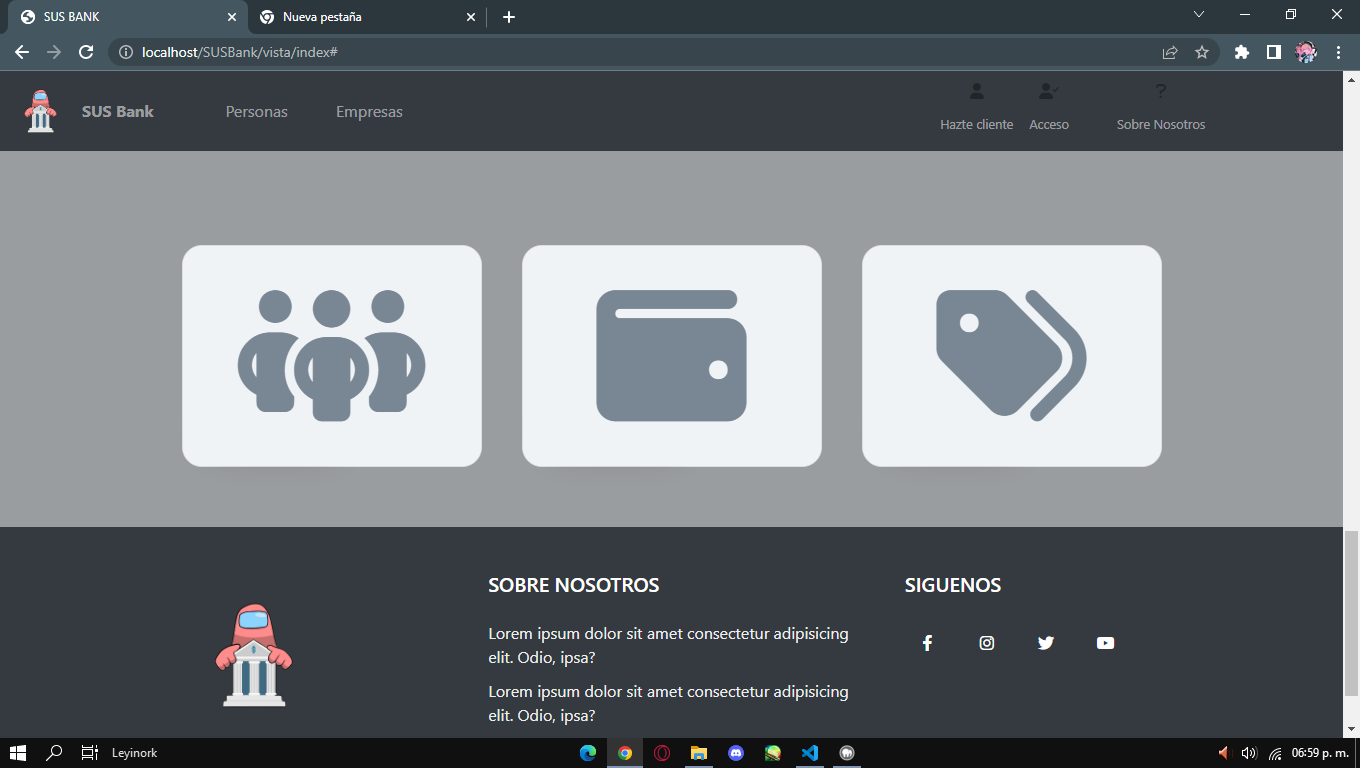 SUS BANK
Nueva pestaña
localhost/SUSBank/vista/index#
SUS Bank
Personas
Empresas
Hazte cliente
Acceso
?
Sobre Nosotros
SOBRE NOSOTROS
Lorem ipsum dolor sit amet consectetur adipisicing
elit. Odio, ipsa?
Lorem ipsum dolor sit amet consectetur adipisicing
elit. Odio, ipsa?
SIGUENOS
Leyinork
06:59 p. m.